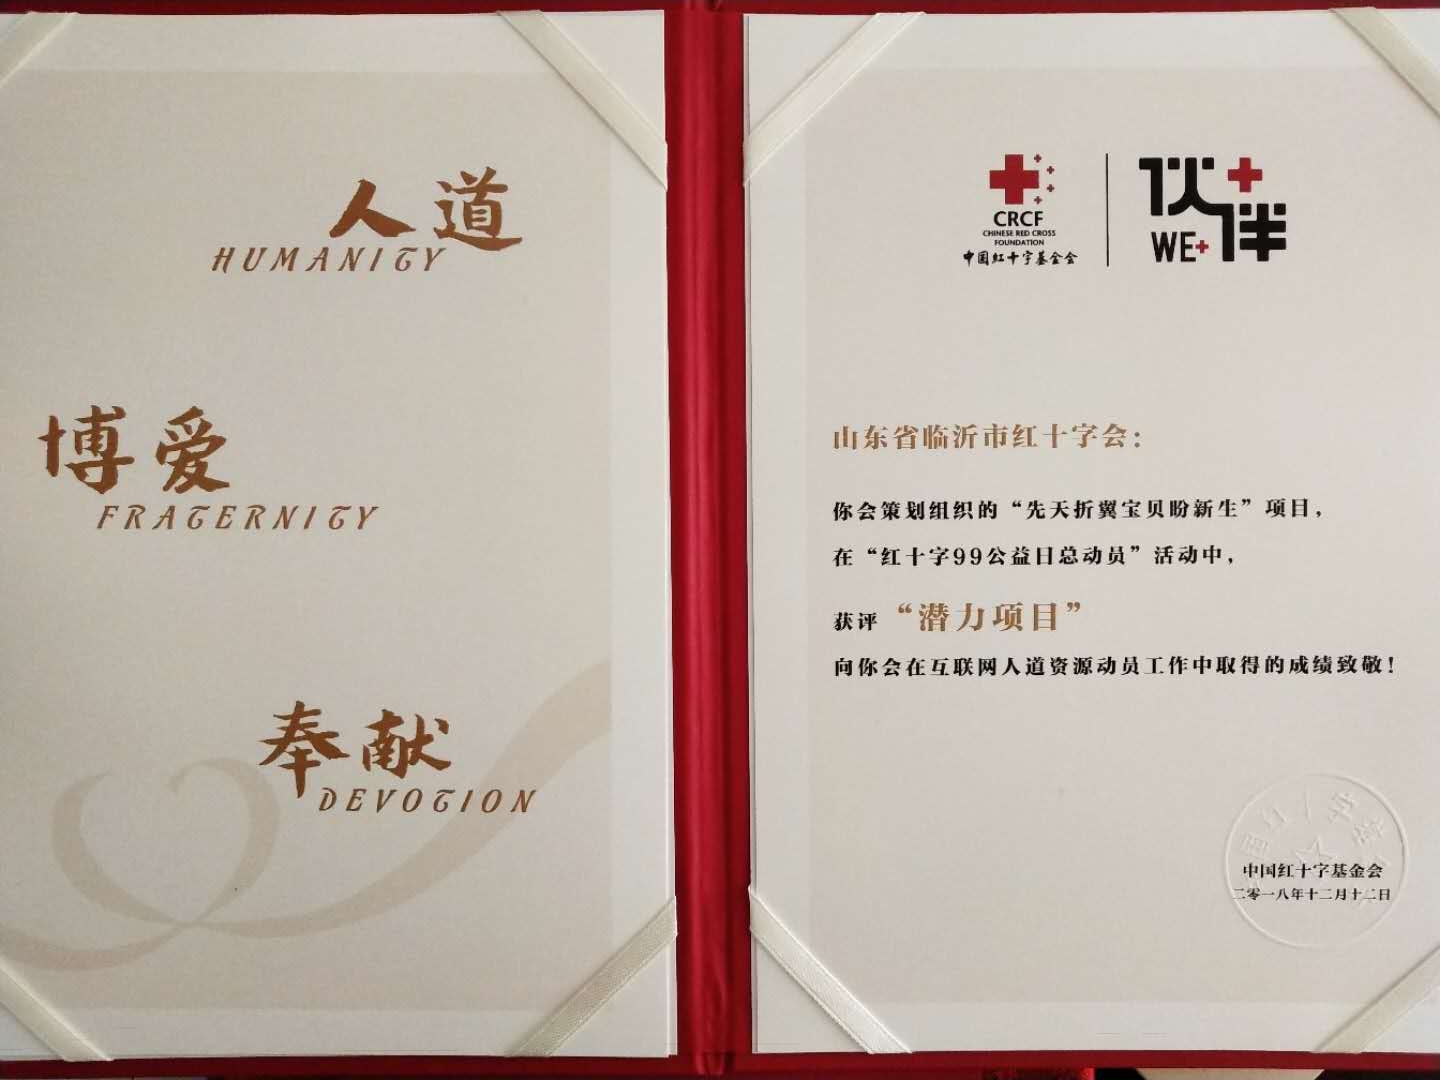 人道
HUMANITY
博爱
FRATERNITY
奉献
DEVOTION
CRCF
CHINESE RED CROSS
FOUNDATION
中国红十字基金会
伙伴
WE+
山东省临沂市红十字会：
你会策划组织的“先天折翼宝贝盼新生”项目，
在“红十字99公益日总动员”活动中，
获评“潜力项目”
向你会在互联网人道资源动员工作中取得的成绩致敬！
中国红十字基金会
二零一八年十二月十二日